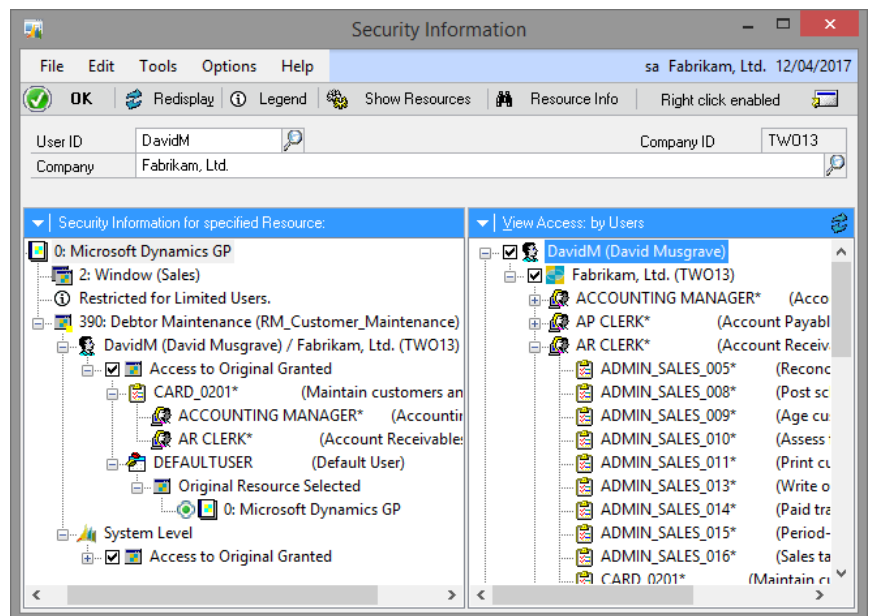 Security Information
File Edit Tools Options Help sa Fabrikam, Ltd. 12/04/2017
OK Redisplay Legend Show Resources Resource Info Right click enabled
User ID DavidM Company ID TWO13
Company Fabrikam, Ltd.
Security Information for specified Resource:
0: Microsoft Dynamics GP
2: Window (Sales)
Restricted for Limited Users.
390: Debtor Maintenance (RM_Customer_Maintenance)
DavidM (David Musgrave) / Fabrikam, Ltd. (TWO13)
Access to Original Granted
CARD_0201* (Maintain customers an
ACCOUNTING MANAGER* (Accountin
AR CLERK* (Account Receivables
DEFAULTUSER (Default User)
Original Resource Selected
0: Microsoft Dynamics GP
System Level
Access to Original Granted
View Access: by Users
DavidM (David Musgrave)
Fabrikam, Ltd. (TWO13)
ACCOUNTING MANAGER* (Acco
AP CLERK* (Account Payabl
AR CLERK* (Account Receiv
ADMIN_SALES_005* (Reconc
ADMIN_SALES_008* (Post sc
ADMIN_SALES_009* (Age cu
ADMIN_SALES_010* (Assess
ADMIN_SALES_011* (Print cu
ADMIN_SALES_013* (Write o
ADMIN_SALES_014* (Paid tra
ADMIN_SALES_015* (Period-
ADMIN_SALES_016* (Sales ta
CARD_0201* (Maintain cu